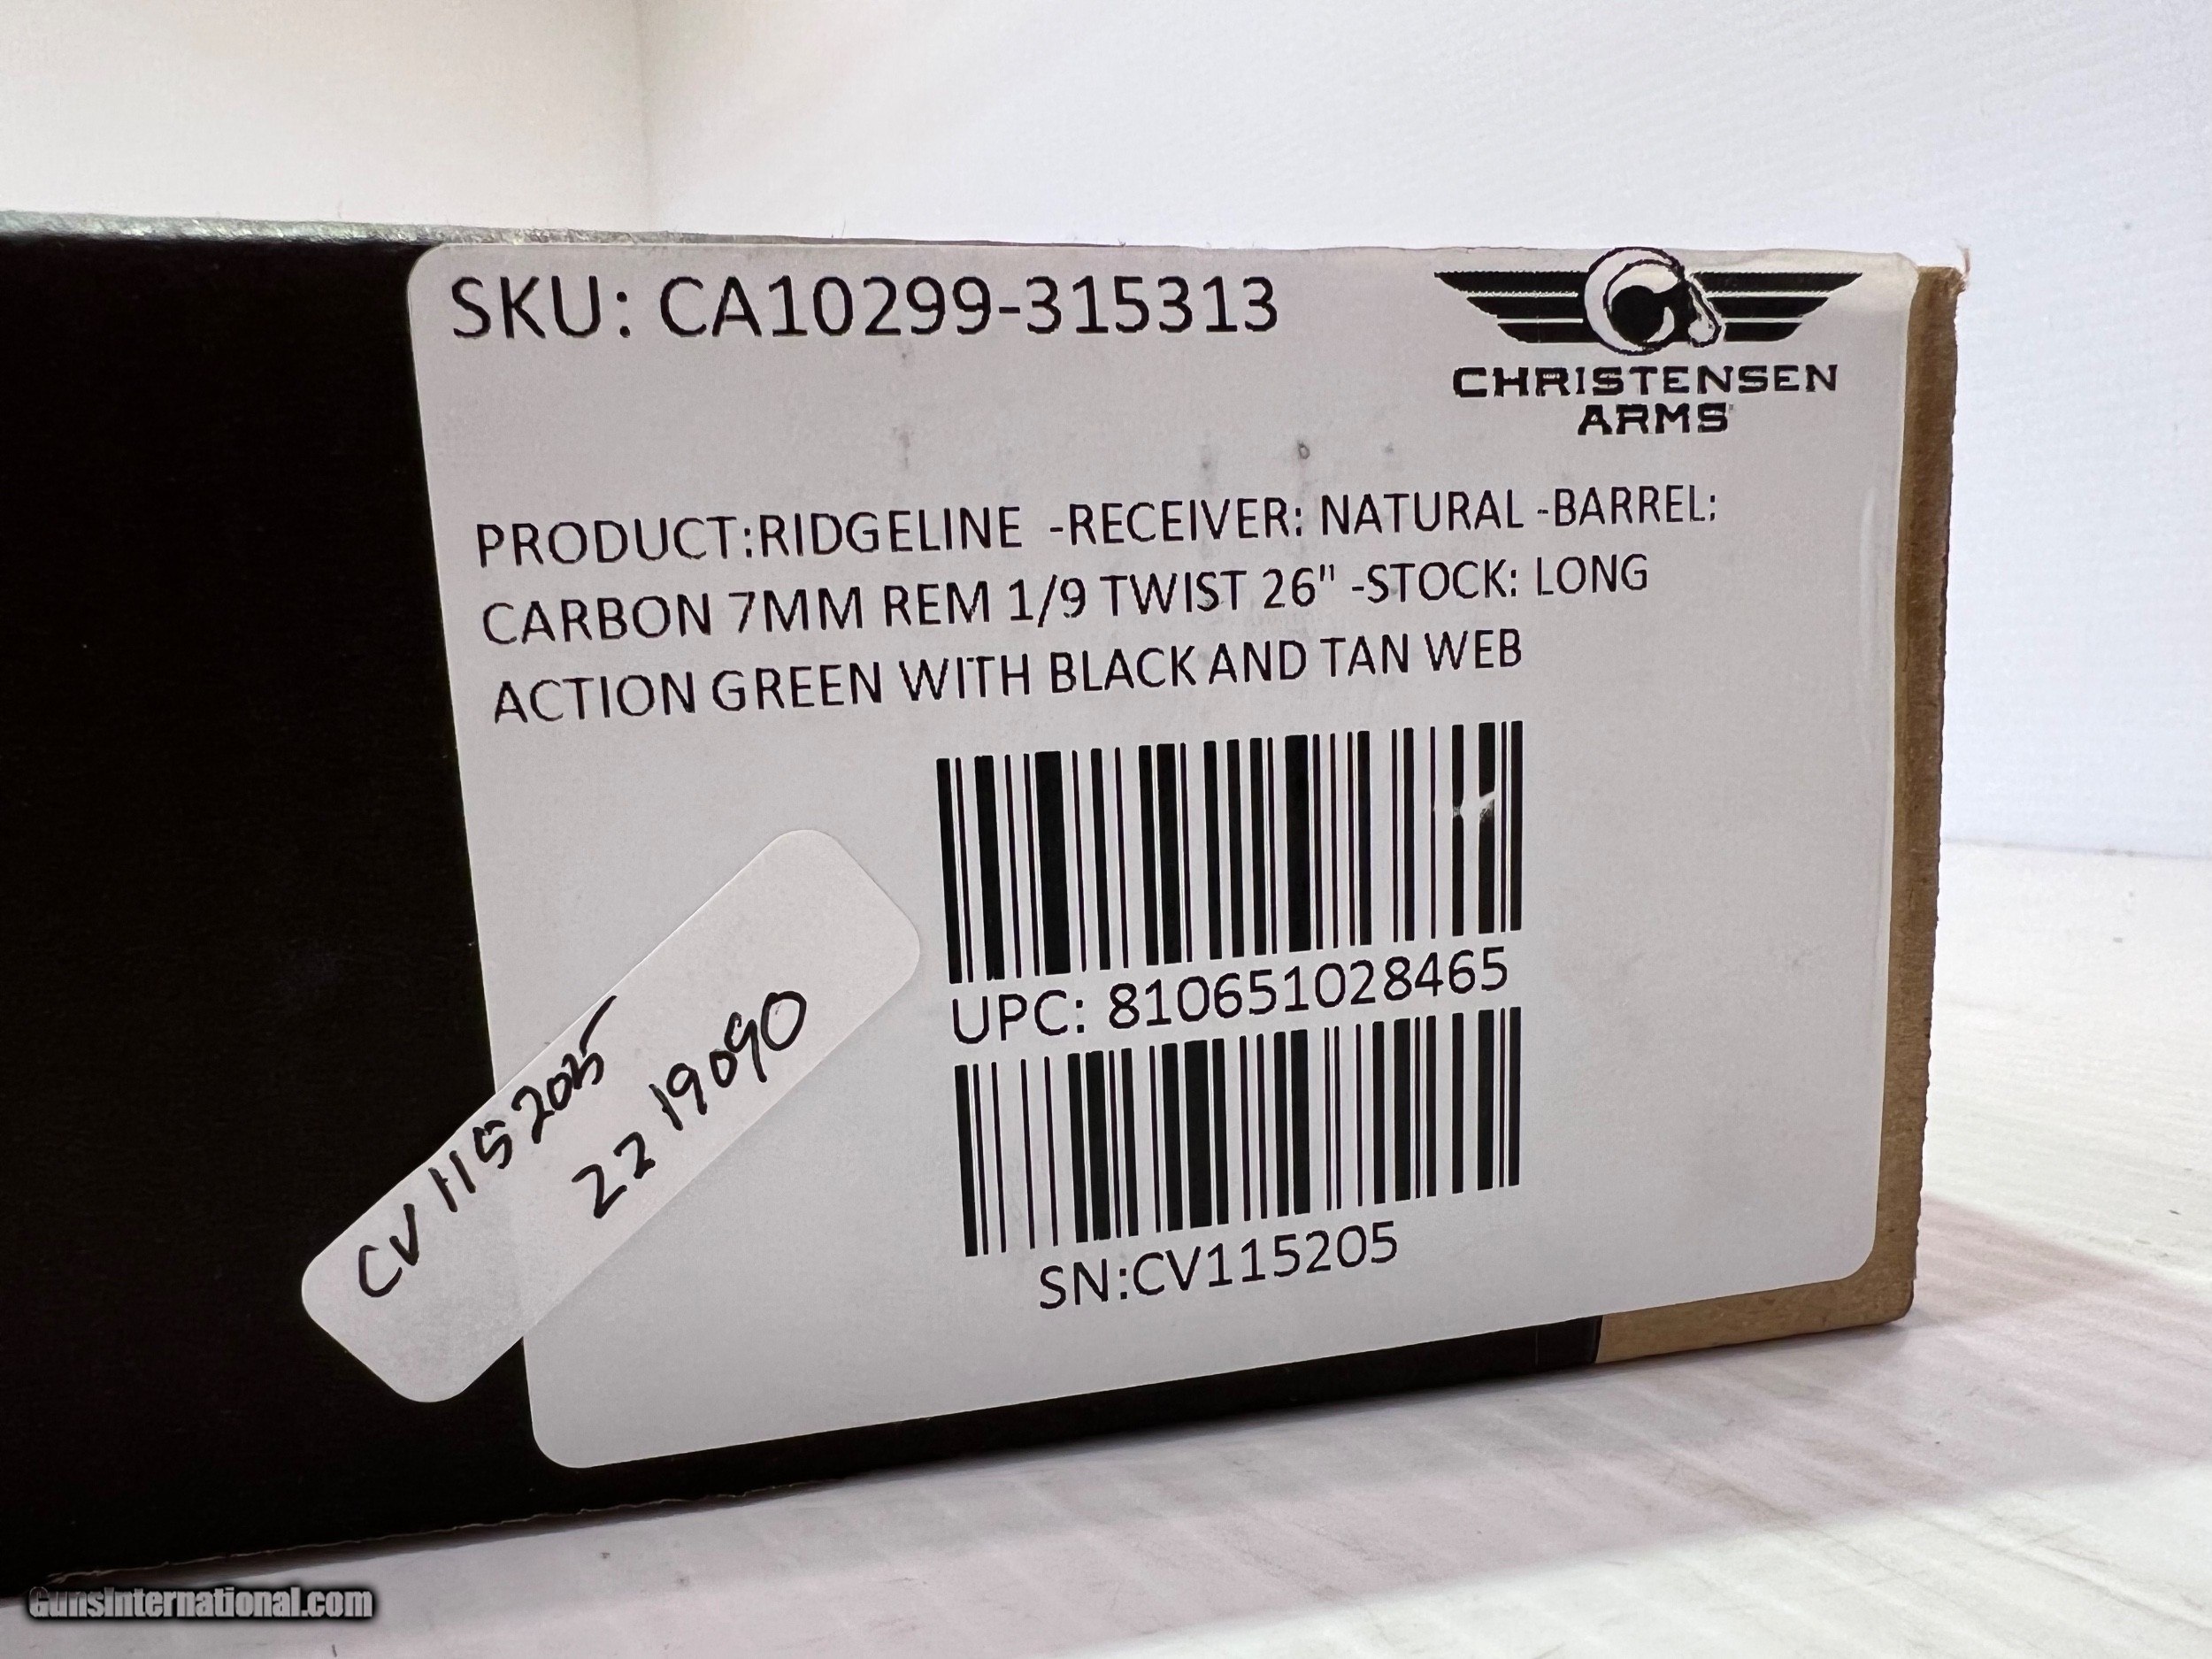 SKU: CA10299-315313
CHRISTENSEN
ARMS
PRODUCT:RIDGELINE -RECEIVER: NATURAL -BARREL:
CARBON 7MM REM 1/9 TWIST 26" -STOCK: LONG
ACTION GREEN WITH BLACK AND TAN WEB
UPC: 810651028465
SN:CV115205
CV115205
2219090
GunsInternational.com